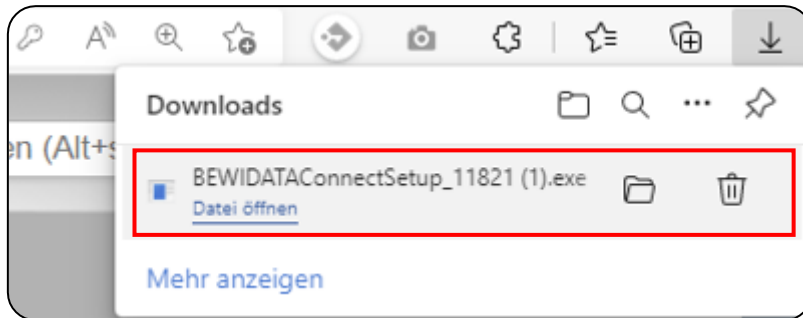 A
en (Alt+s
Downloads
BEWIDATAConnectSetup_11821 (1).exe
Datei öffnen
Mehr anzeigen